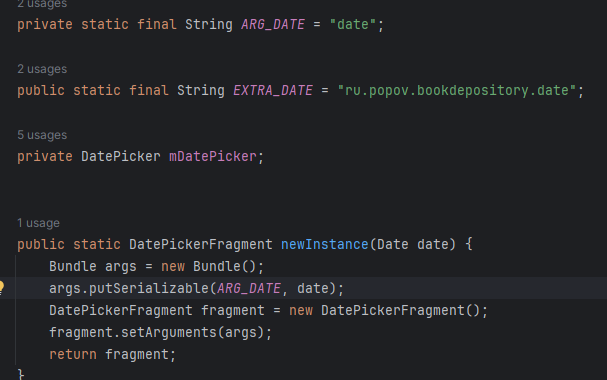 2 usages
private static final String ARG_DATE = "date";
2 usages
public static final String EXTRA_DATE = "ru.popov.bookdepository.date";
5 usages
private DatePicker mDatePicker;
1 usage
public static DatePickerFragment newInstance(Date date) {
    Bundle args = new Bundle();
    args.putSerializable(ARG_DATE, date);
    DatePickerFragment fragment = new DatePickerFragment();
    fragment.setArguments(args);
    return fragment;
}